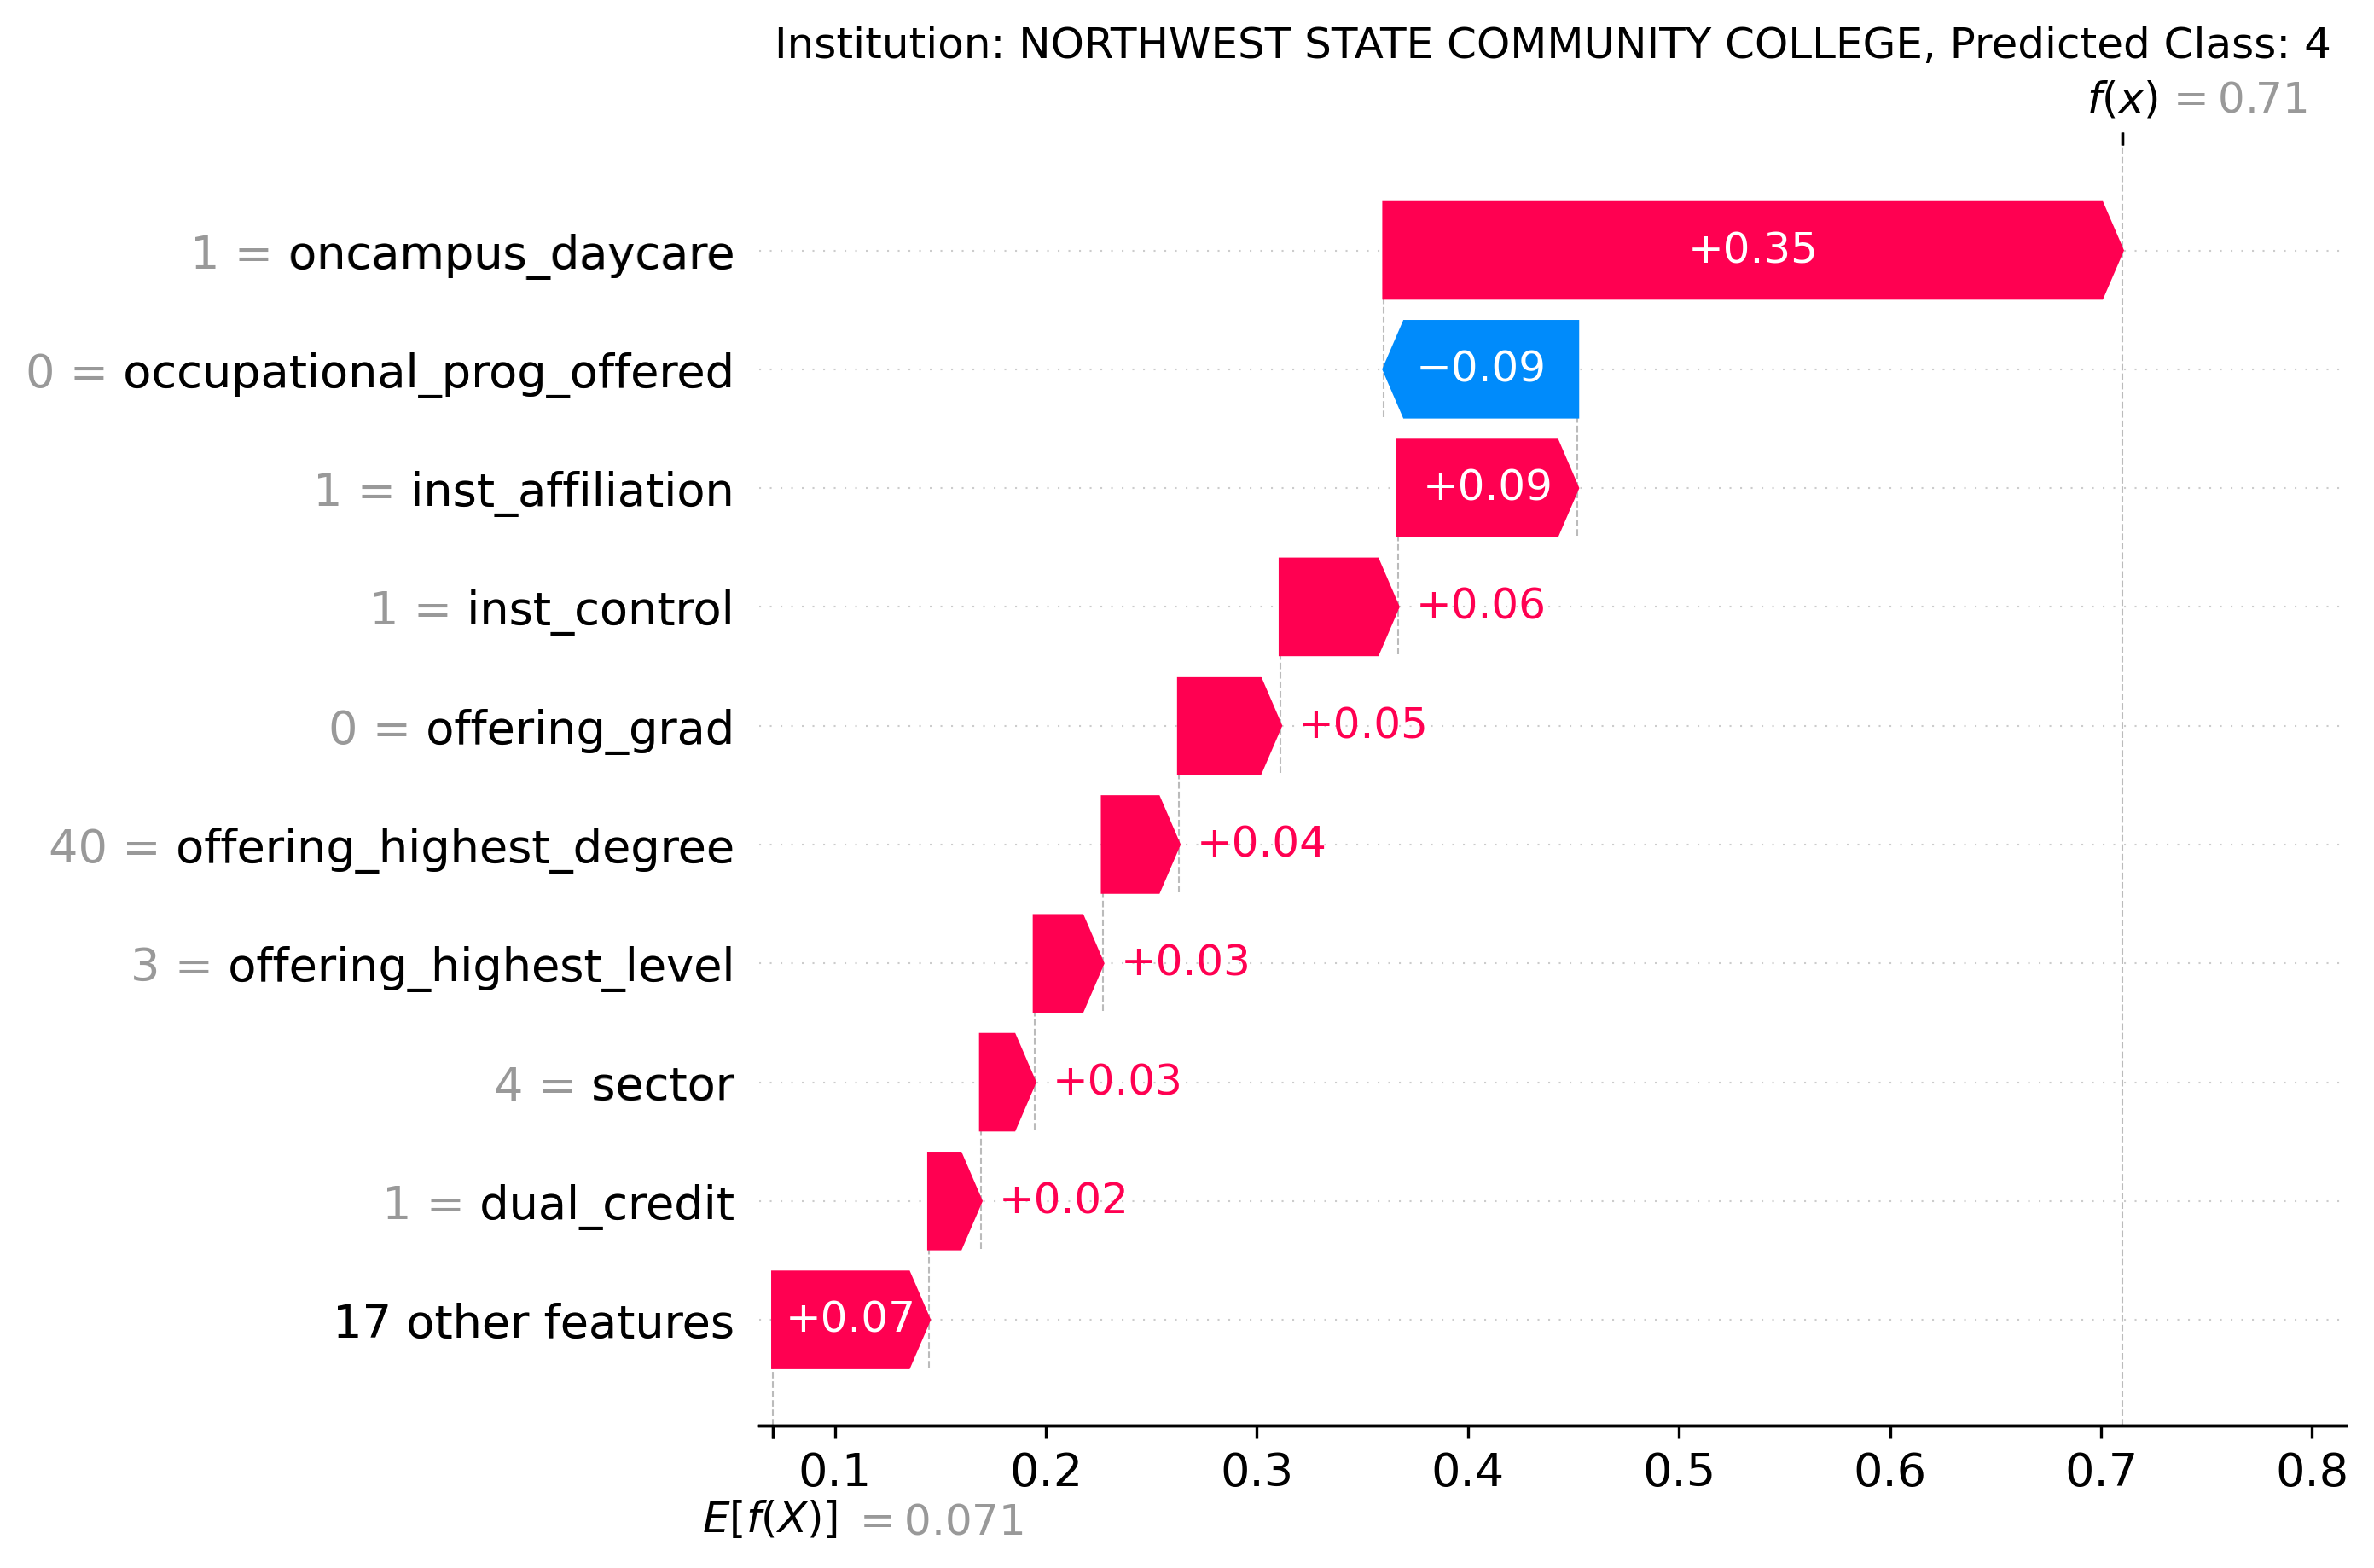 Institution: NORTHWEST STATE COMMUNITY COLLEGE, Predicted Class: 4
f(x) = 0.71
1 = oncampus_daycare +0.35
0 = occupational_prog_offered −0.09
1 = inst_affiliation +0.09
1 = inst_control +0.06
0 = offering_grad +0.05
40 = offering_highest_degree +0.04
3 = offering_highest_level +0.03
4 = sector +0.03
1 = dual_credit +0.02
17 other features +0.07
0.1 0.2 0.3 0.4 0.5 0.6 0.7 0.8
E[f(X)] = 0.071